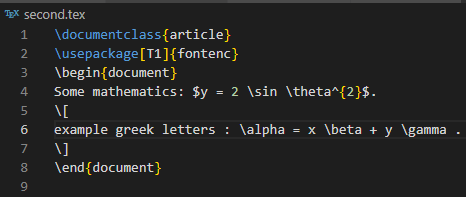 TEX second.tex
1 \documentclass{article}
2 \usepackage[T1]{fontenc}
3 \begin{document}
4 Some mathematics: $y = 2 \sin \theta^{2}$.
5 \[
6 example greek letters : \alpha = x \beta + y \gamma .
7 \]
8 \end{document}
9